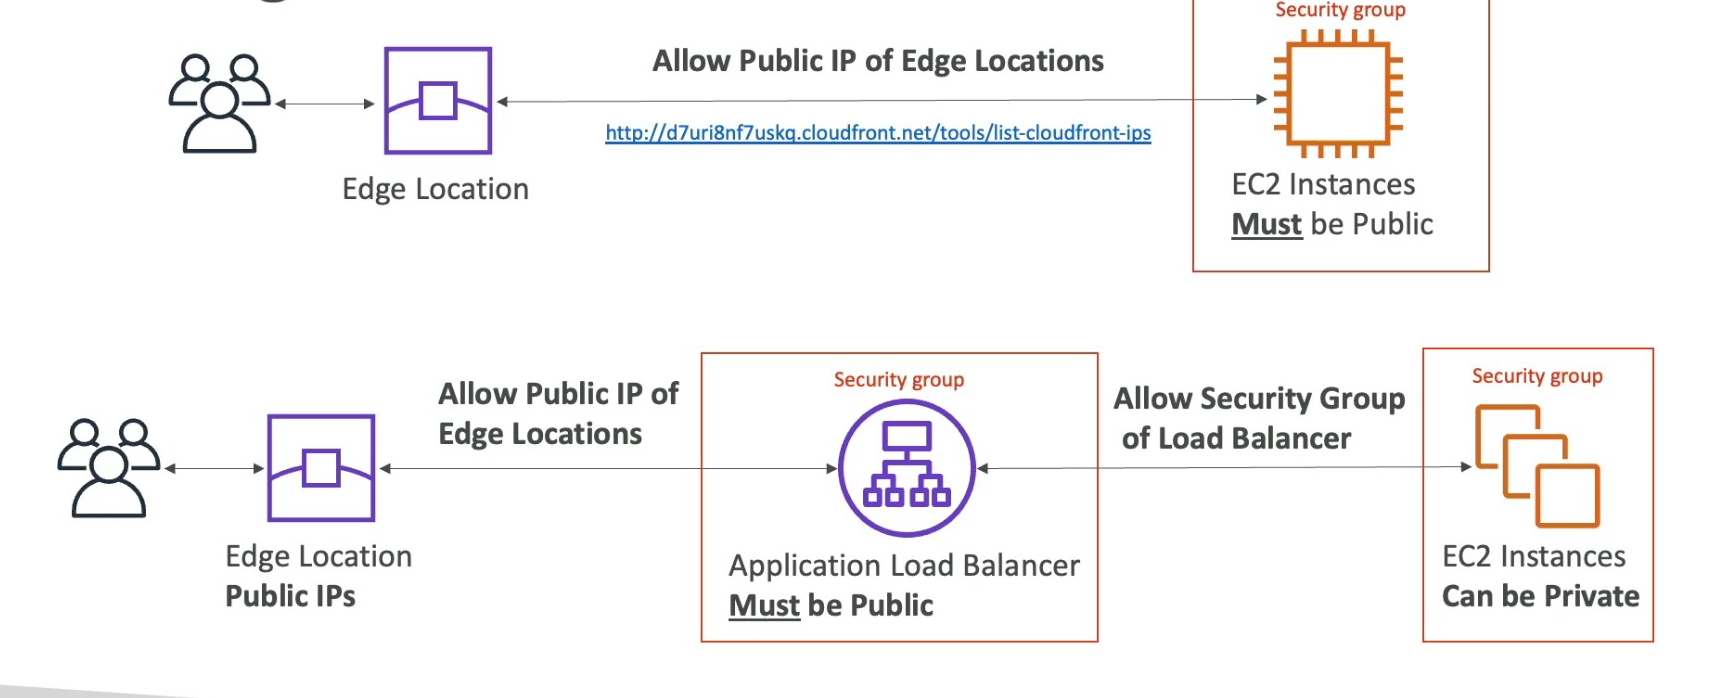 Security group
Allow Public IP of Edge Locations
http://d7uri8nf7uskq.cloudfront.net/tools/list-cloudfront-ips
Edge Location
EC2 Instances
Must be Public
Allow Public IP of
Edge Locations
Security group
Allow Security Group
of Load Balancer
Security group
Edge Location
Public IPs
Application Load Balancer
Must be Public
EC2 Instances
Can be Private